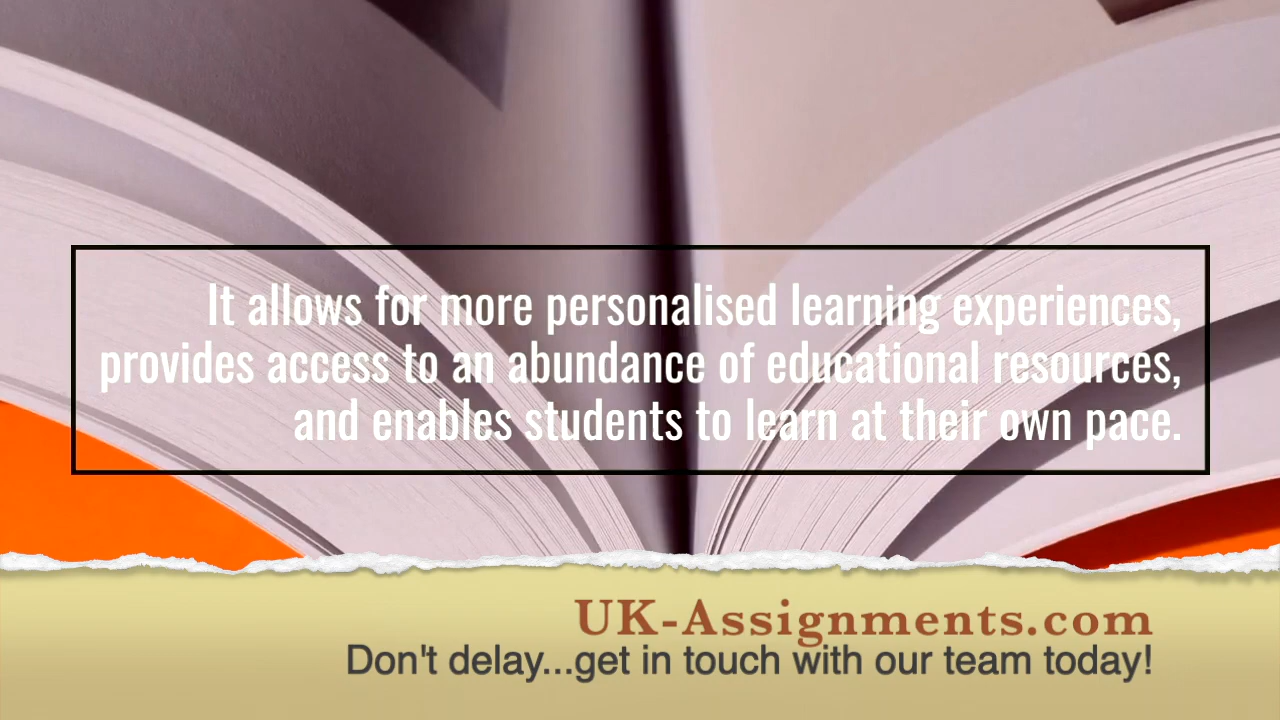 It allows for more personalised learning experiences,
provides access to an abundance of educational resources,
and enables students to learn at their own pace.
UK-Assignments.com
Don't delay...get in touch with our team today!